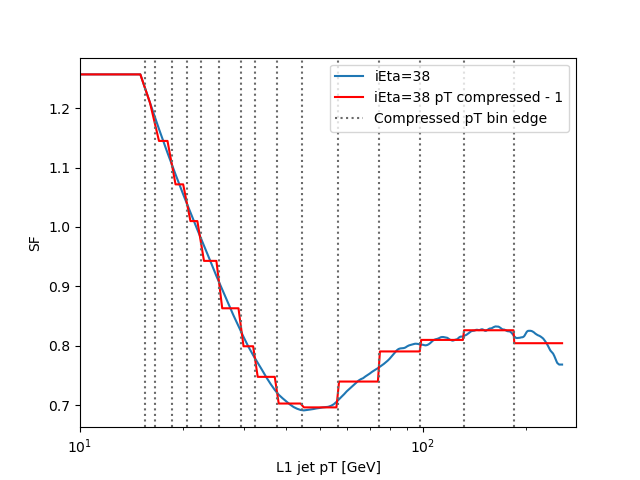 iEta=38
iEta=38 pT compressed - 1
Compressed pT bin edge
SF
1.2
1.1
1.0
0.9
0.8
0.7
10¹
10²
L1 jet pT [GeV]